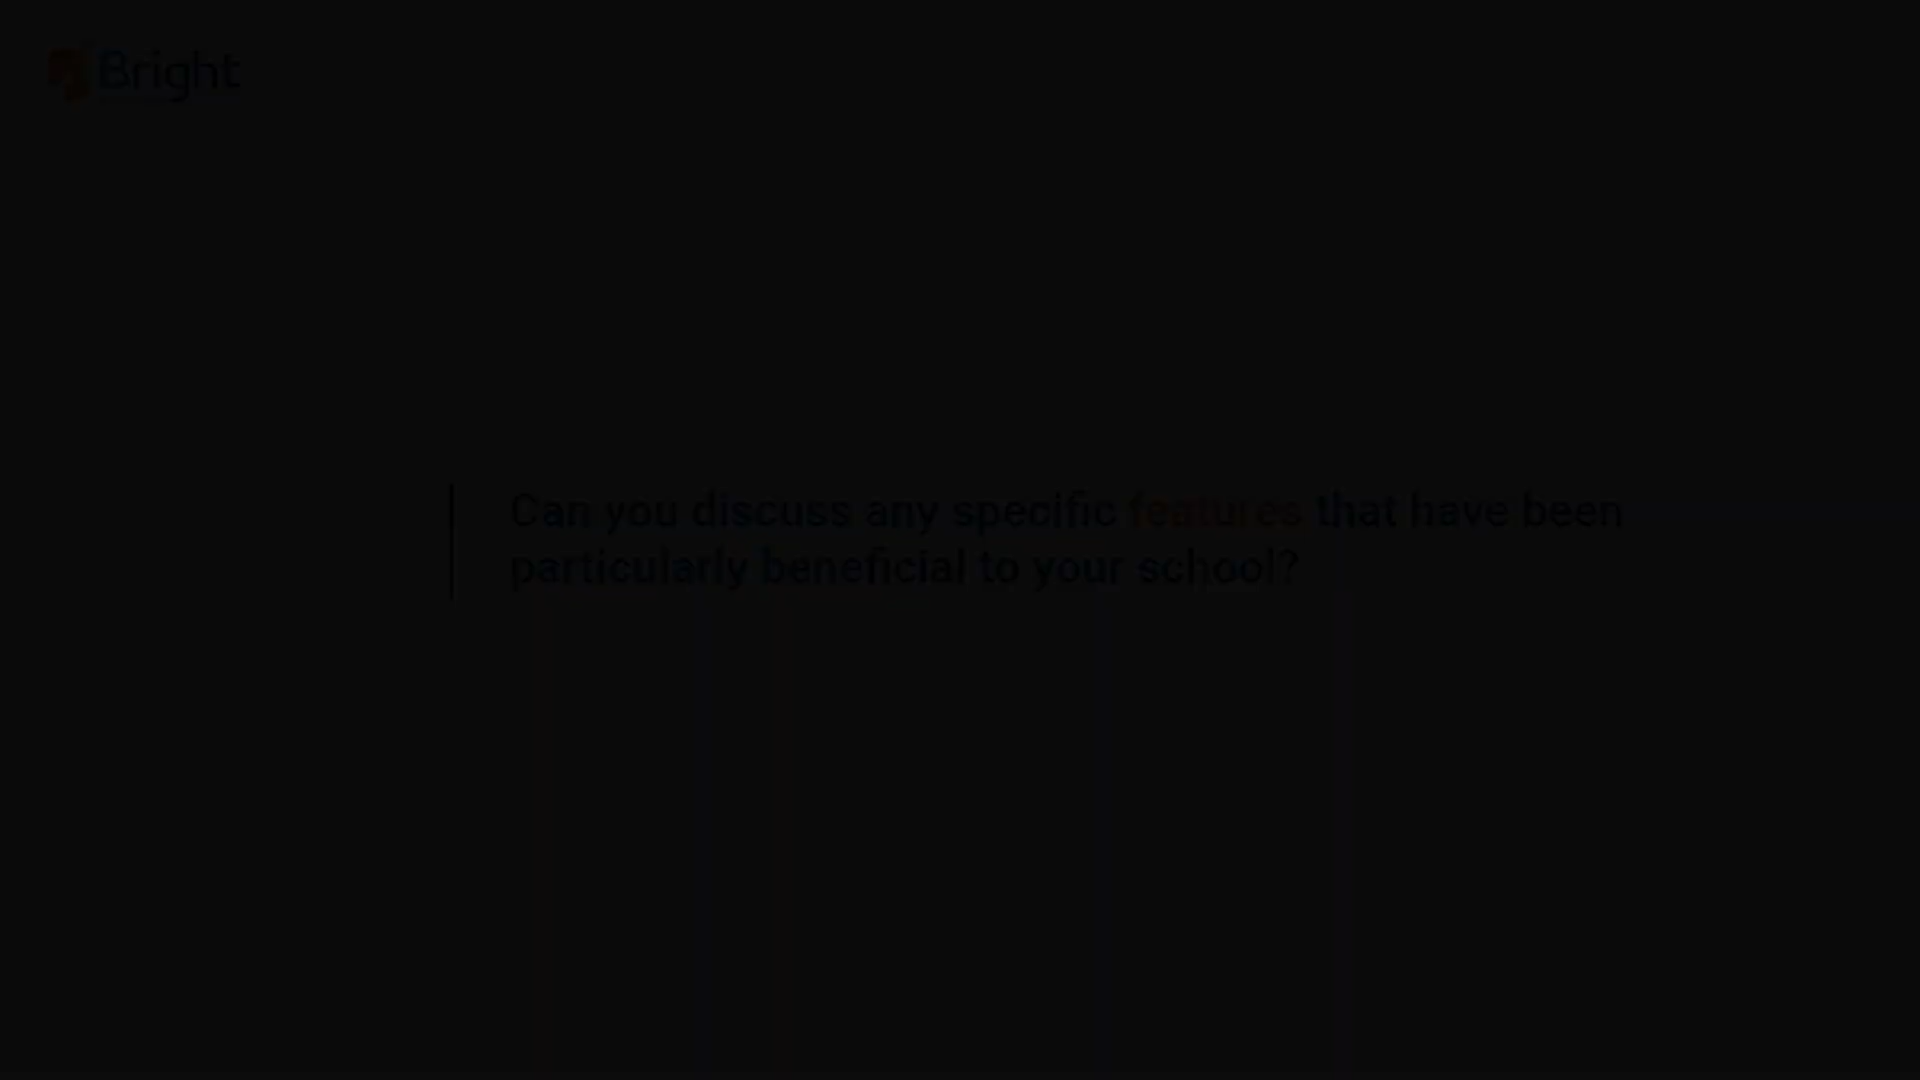 Bright
Can you discuss any specific features that have been
particularly beneficial to your school?